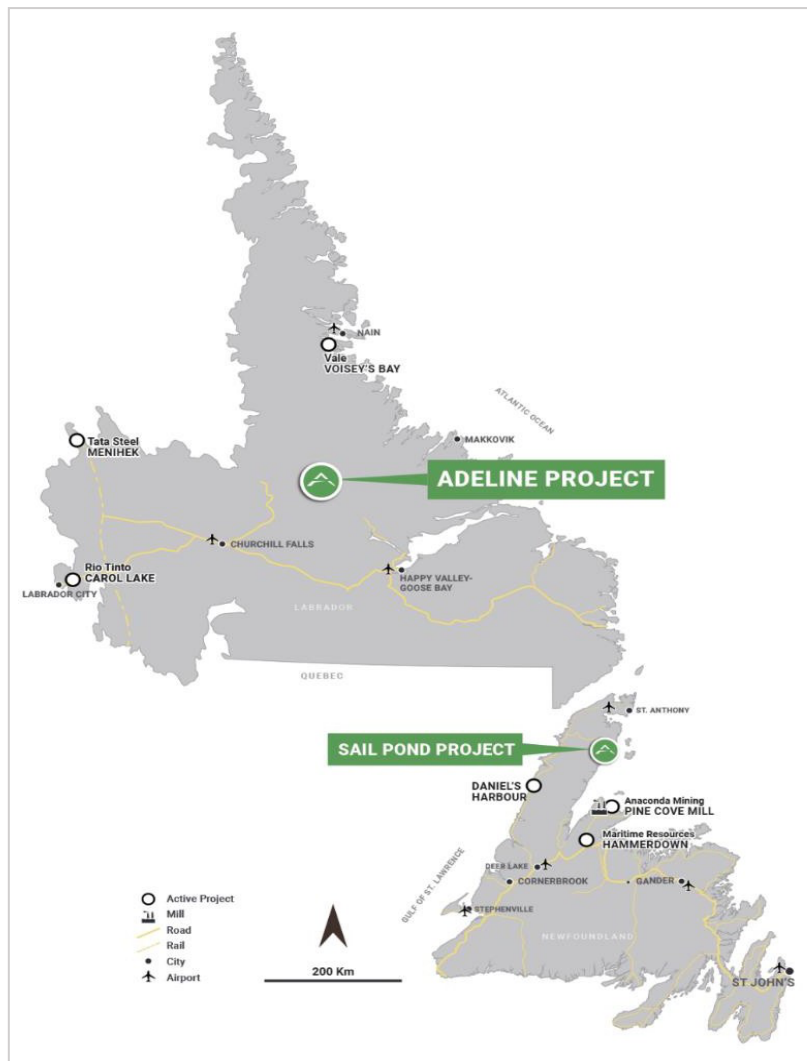 NAIN
Vale
VOISEY'S BAY
ATLANTIC OCEAN
MAKKOVIK
Tata Steel
MENIHEK
ADELINE PROJECT
CHURCHILL FALLS
Rio Tinto
CAROL LAKE
LABRADOR CITY
HAPPY VALLEY-
GOOSE BAY
LABRADOR
QUEBEC
ST. ANTHONY
SAIL POND PROJECT
DANIEL'S
HARBOUR
Anaconda Mining
PINE COVE MILL
Maritime Resources
HAMMERDOWN
DEER LAKE
CORNERBROOK
GANDER
GULF OF ST. LAWRENCE
STEPHENVILLE
NEWFOUNDLAND
ST JOHN'S
Active Project
Mill
Road
Rail
City
Airport
200 Km